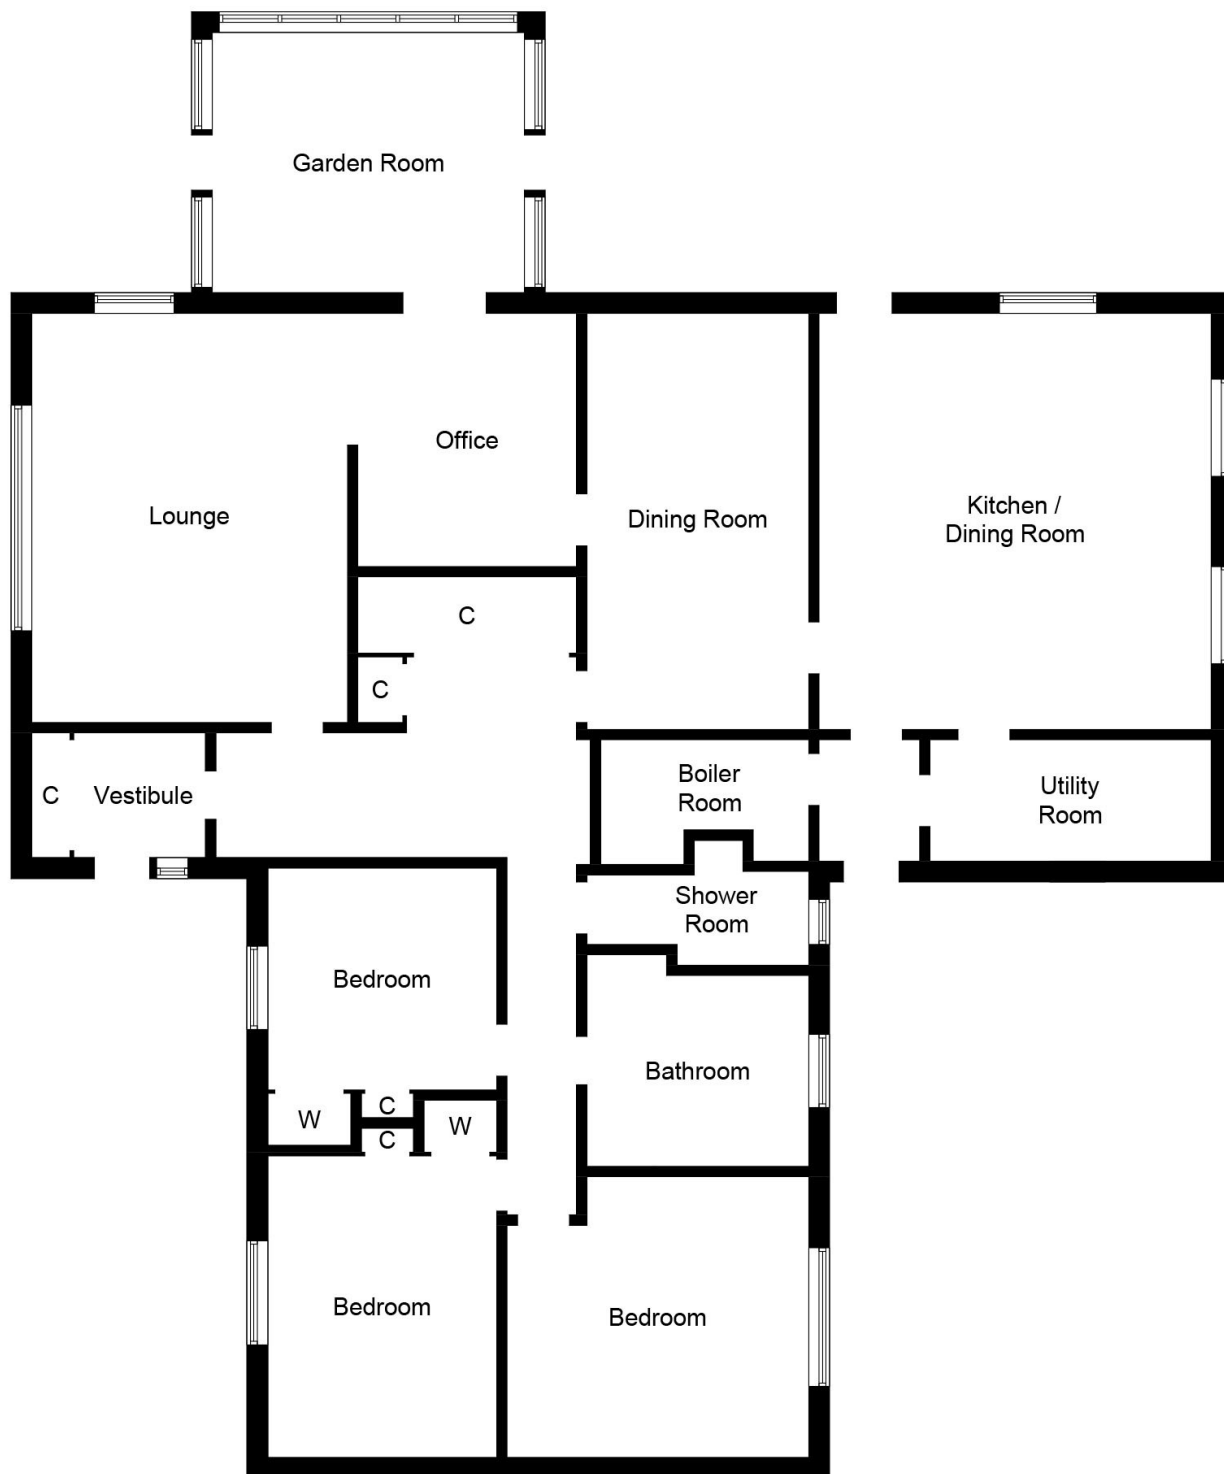 Garden Room
Office
Lounge
Dining Room
Kitchen /
Dining Room
C
C
C
Vestibule
Boiler
Room
Utility
Room
Shower
Room
Bedroom
Bathroom
W
C
C
W
Bedroom
Bedroom